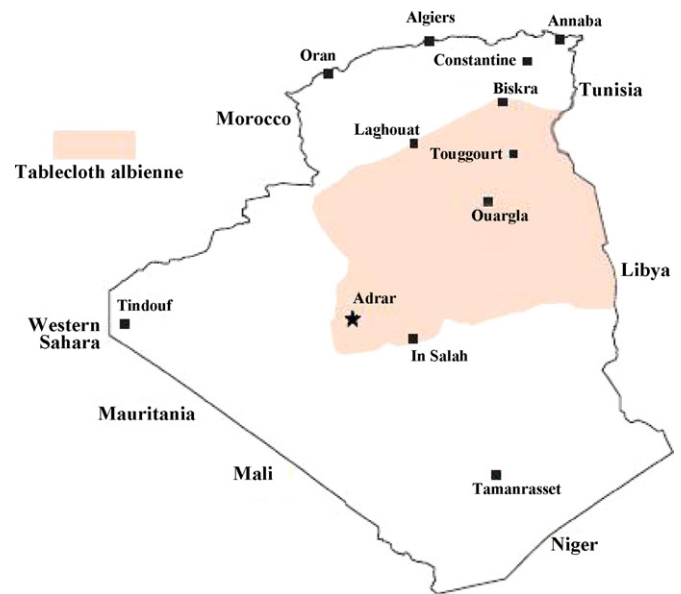 Algiers
Annaba
Oran
Constantine
Biskra
Tunisia
Morocco
Laghouat
Touggourt
Tablecloth albienne
Ouargla
Libya
Adrar
Tindouf
Western
Sahara
In Salah
Mauritania
Mali
Tamanrasset
Niger